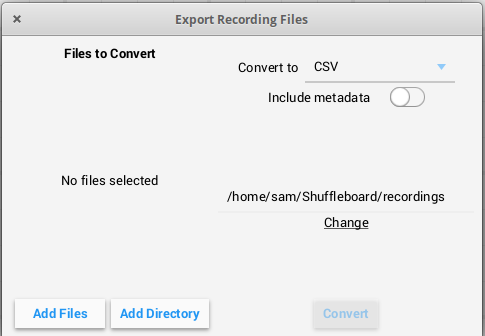 Export Recording Files
Files to Convert
Convert to CSV
Include metadata
No files selected
/home/sam/Shuffleboard/recordings
Change
Add Files Add Directory Convert